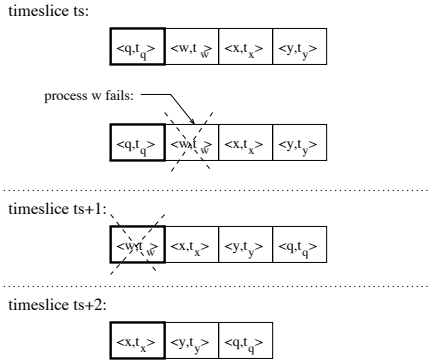 timeslice ts:
<q,tq> <w,tw> <x,tx> <y,ty>
process w fails:
<q,tq> <w,tw> <x,tx> <y,ty>
timeslice ts+1:
<w,tw> <x,tx> <y,ty> <q,tq>
timeslice ts+2:
<x,tx> <y,ty> <q,tq>